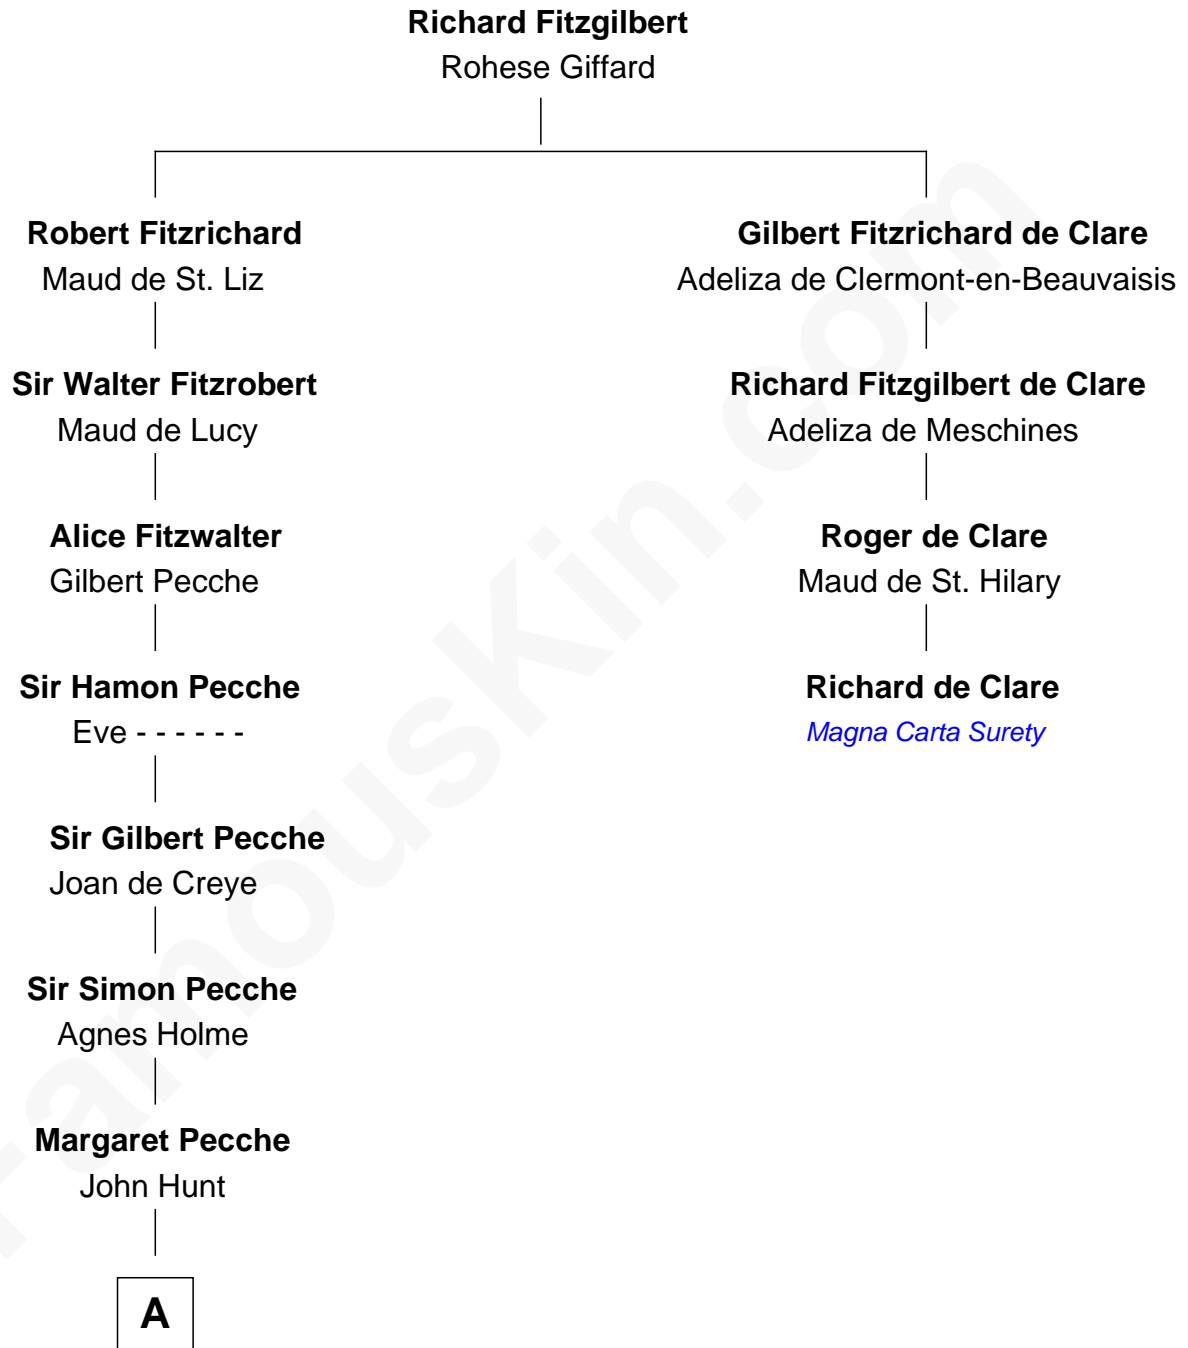 Richard Fitzgilbert
Rohese Giffard
Robert Fitzrichard
Maud de St. Liz
Gilbert Fitzrichard de Clare
Adeliza de Clermont-en-Beauvaisis
Sir Walter Fitzrobert
Maud de Lucy
Richard Fitzgilbert de Clare
Adeliza de Meschines
Alice Fitzwalter
Gilbert Pecche
Roger de Clare
Maud de St. Hilary
Sir Hamon Pecche
Eve - - - - - -
Richard de Clare
Magna Carta Surety
Sir Gilbert Pecche
Joan de Creye
Sir Simon Pecche
Agnes Holme
Margaret Pecche
John Hunt
A
FamousKin.com